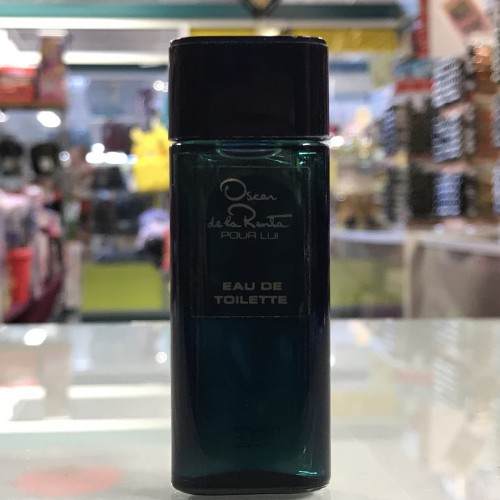 Oscar
de la Renta
POUR LUI
EAU DE
TOILETTE